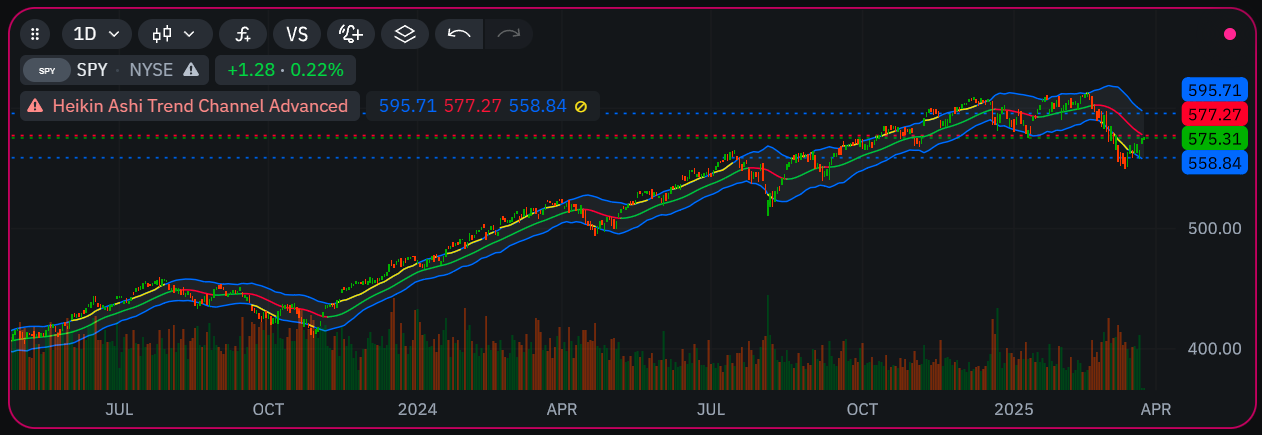 1D VS
SPY SPY · NYSE +1.28 · 0.22%
Heikin Ashi Trend Channel Advanced 595.71 577.27 558.84
595.71
577.27
575.31
558.84
500.00
400.00
JUL OCT 2024 APR JUL OCT 2025 APR